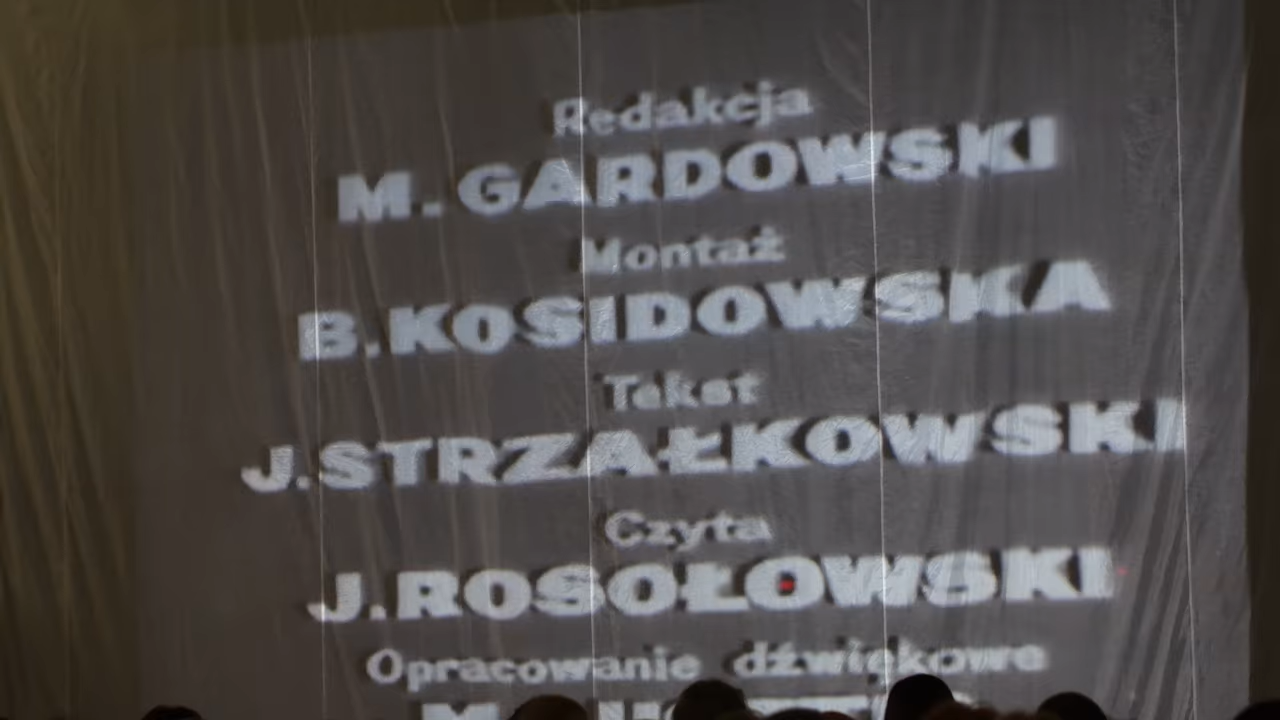 Redakcja
M. GARDOWSKI
Montaż
B. KOSIDOWSKA
Tekst
J. STRZAŁKOWSKI
Czyta
J. ROSOŁOWSKI
Opracowanie dźwiękowe